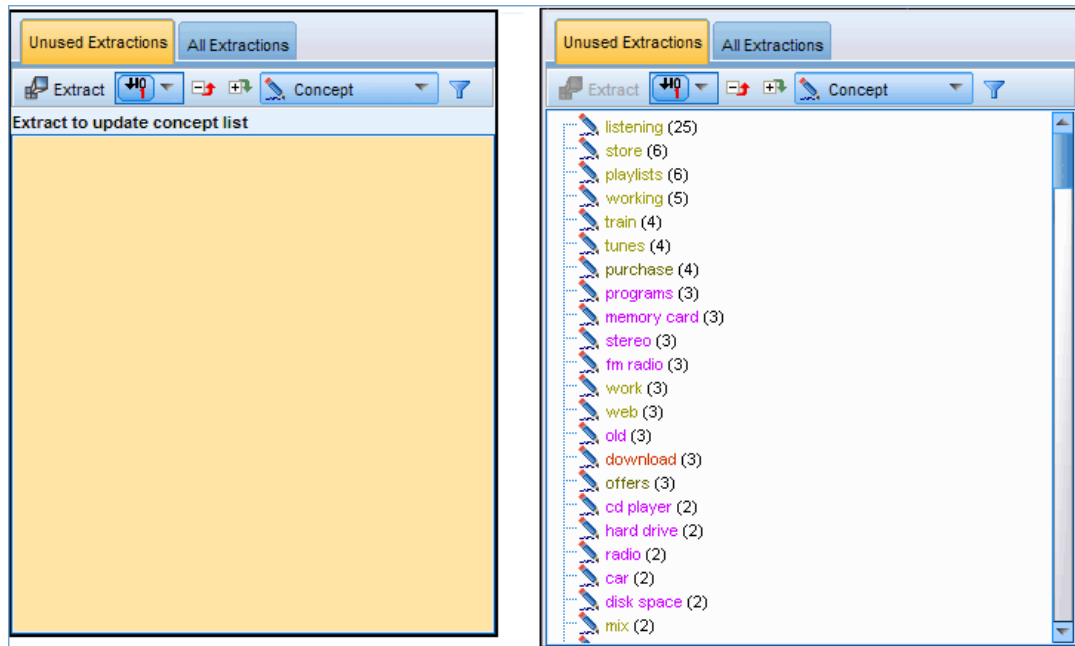 Unused Extractions
All Extractions
Extract
Concept
Extract to update concept list
Unused Extractions
All Extractions
Extract
Concept
listening (25)
store (6)
playlists (6)
working (5)
train (4)
tunes (4)
purchase (4)
programs (3)
memory card (3)
stereo (3)
fm radio (3)
work (3)
web (3)
old (3)
download (3)
offers (3)
cd player (2)
hard drive (2)
radio (2)
car (2)
disk space (2)
mix (2)